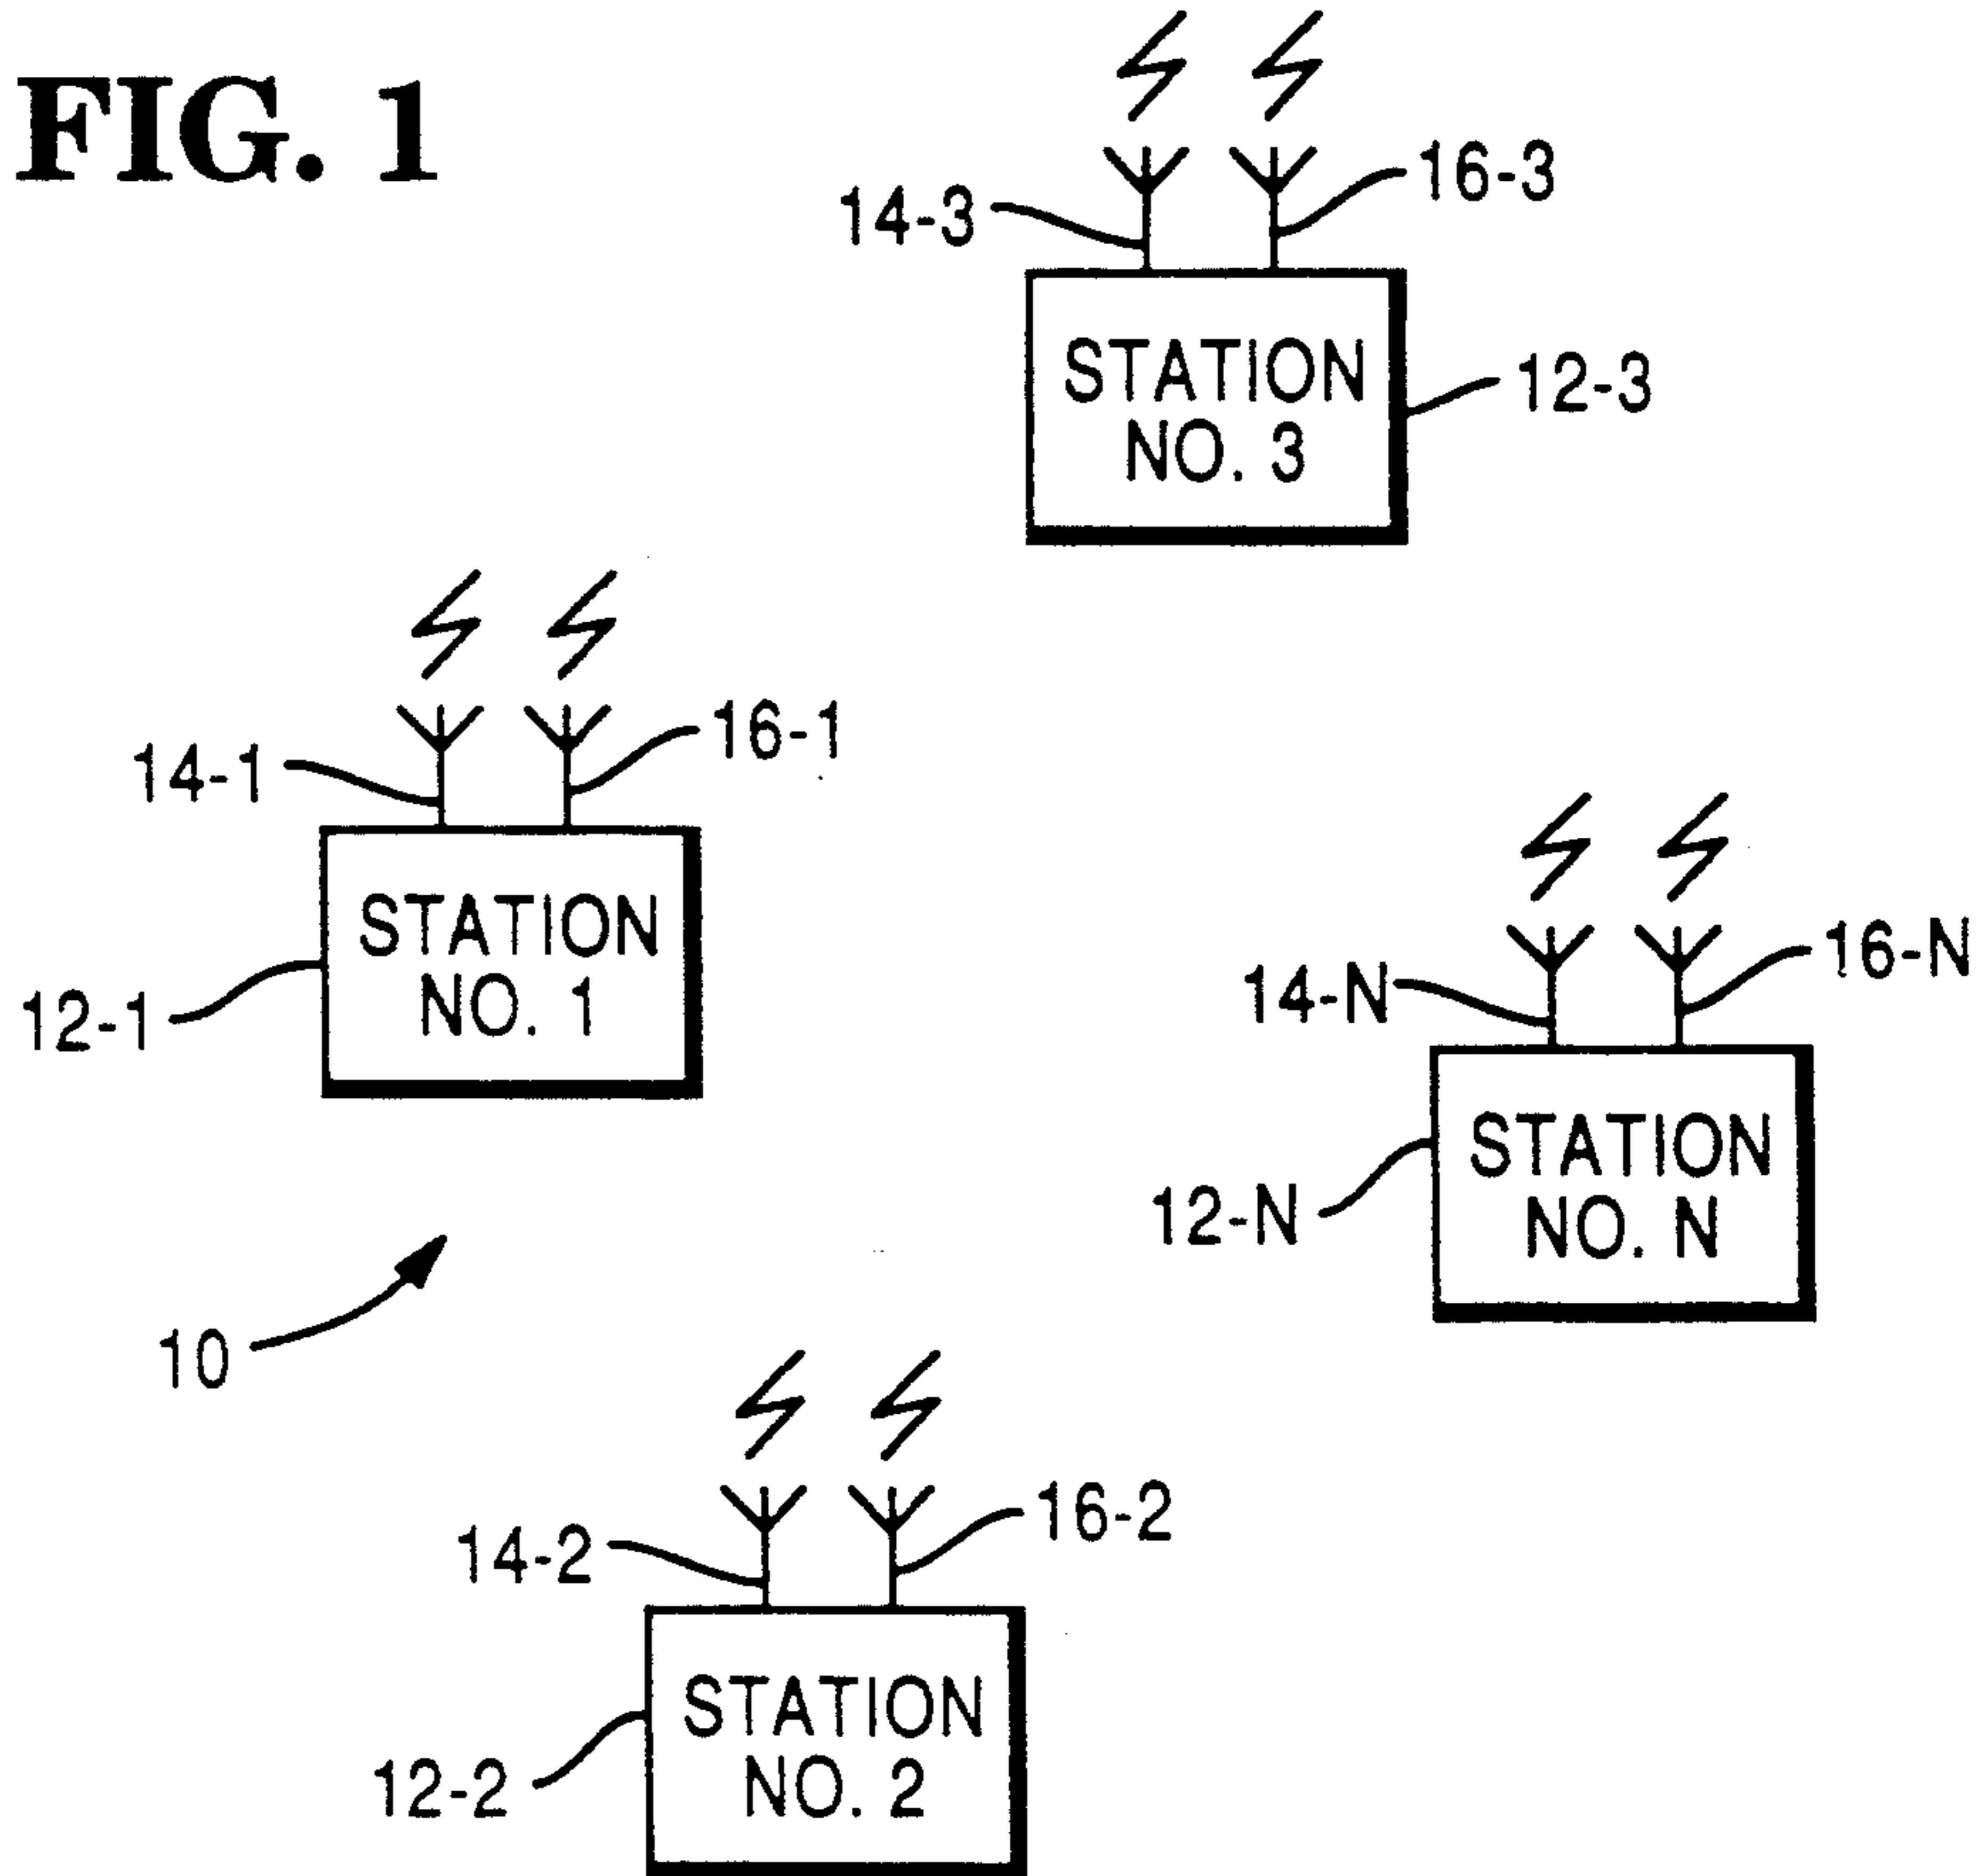 FIG. 1
14-3
16-3
STATION
NO. 3
12-3
14-1
16-1
STATION
NO. 1
12-1
14-N
16-N
STATION
NO. N
12-N
10
14-2
16-2
STATION
NO. 2
12-2